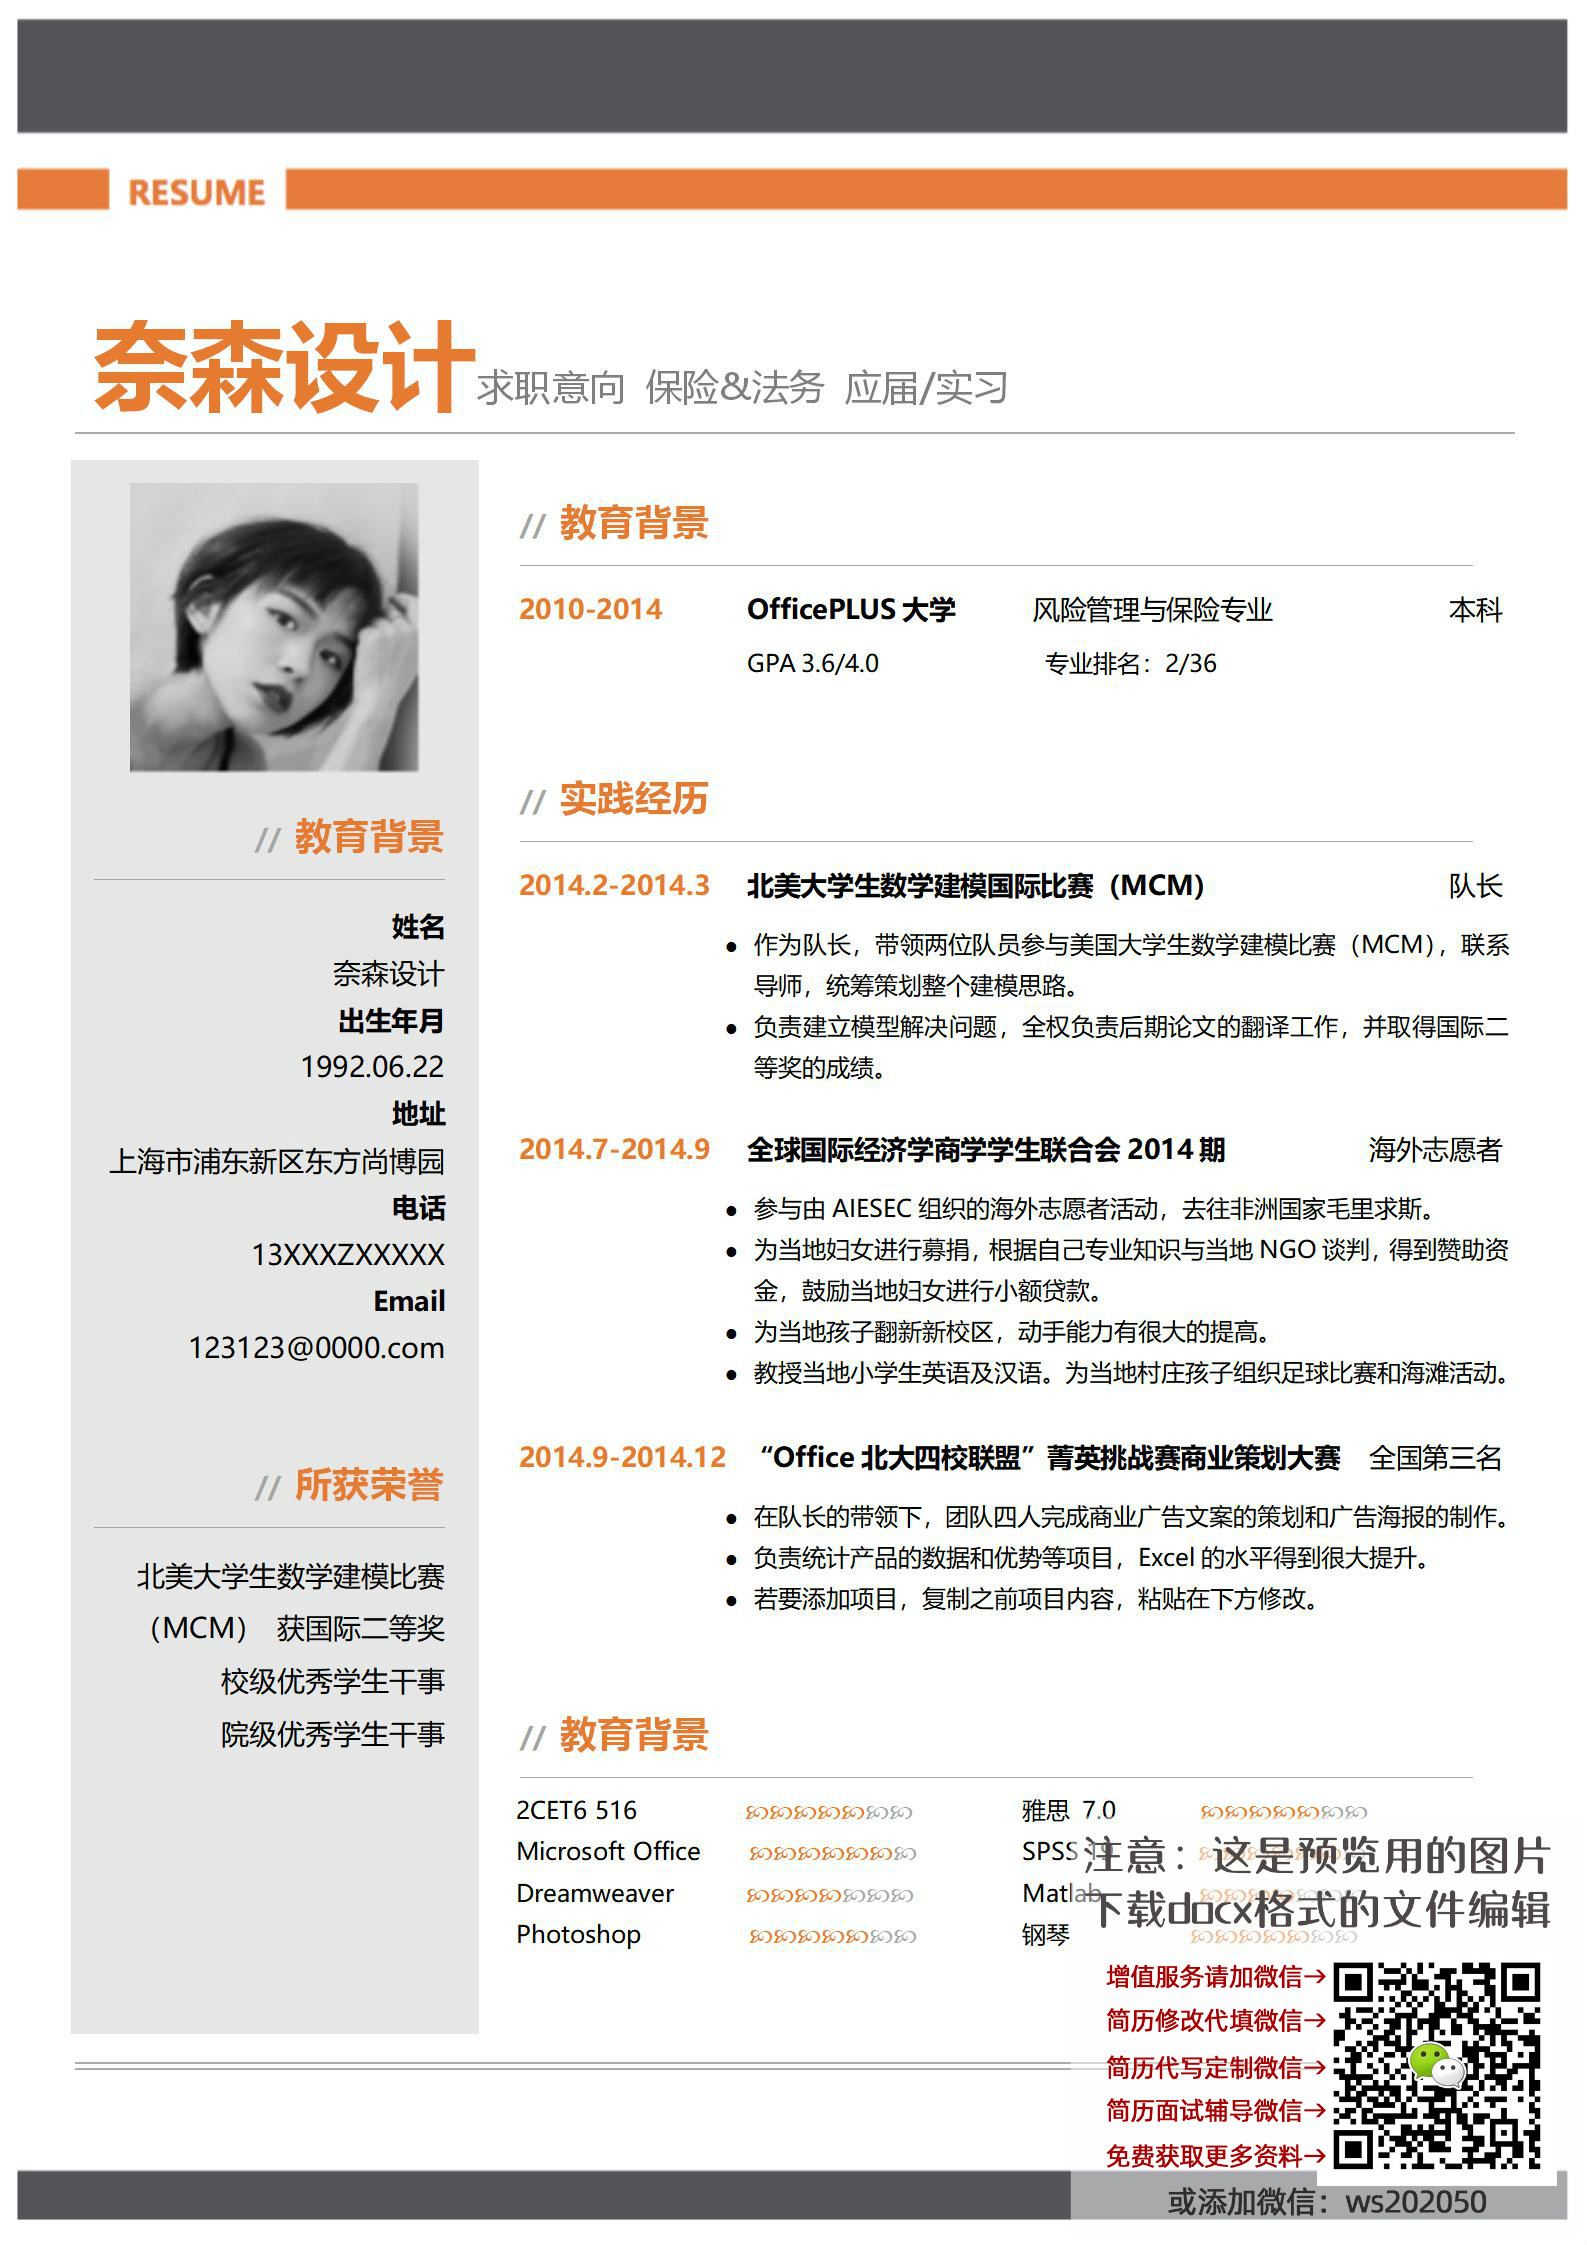 RESUME
奈森设计求职意向 保险&法务 应届/实习
// 教育背景
姓名
奈森设计
出生年月
1992.06.22
地址
上海市浦东新区东方尚博园
电话
13XXXZXXXXX
Email
123123@0000.com
// 所获荣誉
北美大学生数学建模比赛
（MCM） 获国际二等奖
校级优秀学生干事
院级优秀学生干事
// 教育背景
2010-2014 OfficePLUS 大学 风险管理与保险专业 本科
GPA 3.6/4.0 专业排名：2/36
// 实践经历
2014.2-2014.3 北美大学生数学建模国际比赛（MCM） 队长
● 作为队长，带领两位队员参与美国大学生数学建模比赛（MCM），联系
导师，统筹策划整个建模思路。
● 负责建立模型解决问题，全权负责后期论文的翻译工作，并取得国际二
等奖的成绩。
2014.7-2014.9 全球国际经济学商学学生联合会 2014 期 海外志愿者
● 参与由 AIESEC 组织的海外志愿者活动，去往非洲国家毛里求斯。
● 为当地妇女进行募捐，根据自己专业知识与当地 NGO 谈判，得到赞助资
金，鼓励当地妇女进行小额贷款。
● 为当地孩子翻新新校区，动手能力有很大的提高。
● 教授当地小学生英语及汉语。为当地村庄孩子组织足球比赛和海滩活动。
2014.9-2014.12 “Office 北大四校联盟”菁英挑战赛商业策划大赛 全国第三名
● 在队长的带领下，团队四人完成商业广告文案的策划和广告海报的制作。
● 负责统计产品的数据和优势等项目，Excel 的水平得到很大提升。
● 若要添加项目，复制之前项目内容，粘贴在下方修改。
// 教育背景
2CET6 516 雅思 7.0
Microsoft Office SPSS 19
Dreamweaver Matlab
Photoshop 钢琴
注意：这是预览用的图片
下载docx格式的文件编辑
增值服务请加微信→
简历修改代填微信→
简历代写定制微信→
简历面试辅导微信→
免费获取更多资料→
或添加微信：ws202050